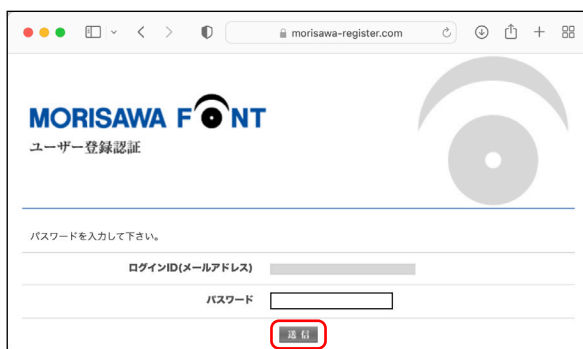 morisawa-register.com
MORISAWA FONT
ユーザー登録認証
パスワードを入力して下さい。
ログインID(メールアドレス)
パスワード
送信